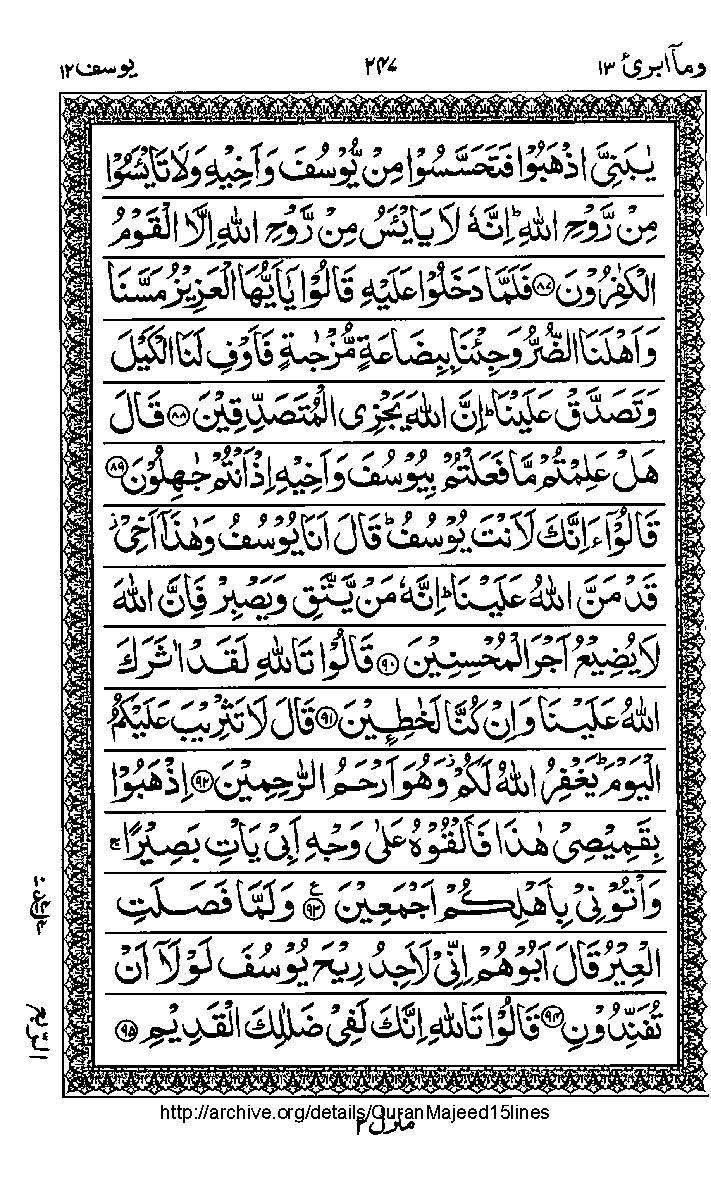 وماۤ ابرئ ١٣ ٢٤٧ يوسف ١٢
يٰبَنِىَّ اذْهَبُوْا فَتَحَسَّسُوْا مِنْ يُّوْسُفَ وَاَخِيْهِ وَلَا تَايْـَٔسُوْا
مِنْ رَّوْحِ اللّٰهِ ؕ اِنَّهٗ لَا يَايْـَٔسُ مِنْ رَّوْحِ اللّٰهِ اِلَّا الْقَوْمُ
الْكٰفِرُوْنَ ﴿٨٧﴾ فَلَمَّا دَخَلُوْا عَلَيْهِ قَالُوْا يٰۤاَيُّهَا الْعَزِيْزُ مَسَّنَا
وَاَهْلَنَا الضُّرُّ وَجِئْنَا بِبِضَاعَةٍ مُّزْجٰىةٍ فَاَوْفِ لَنَا الْكَيْلَ
وَتَصَدَّقْ عَلَيْنَا ؕ اِنَّ اللّٰهَ يَجْزِى الْمُتَصَدِّقِيْنَ ﴿٨٨﴾ قَالَ
هَلْ عَلِمْتُمْ مَّا فَعَلْتُمْ بِيُوْسُفَ وَاَخِيْهِ اِذْ اَنْتُمْ جٰهِلُوْنَ ﴿٨٩﴾
قَالُوْۤا ءَاِنَّكَ لَاَنْتَ يُوْسُفُ ؕ قَالَ اَنَا يُوْسُفُ وَهٰذَاۤ اَخِىْ ؗ
قَدْ مَنَّ اللّٰهُ عَلَيْنَا ؕ اِنَّهٗ مَنْ يَّتَّقِ وَيَصْبِرْ فَاِنَّ اللّٰهَ
لَا يُضِيْعُ اَجْرَ الْمُحْسِنِيْنَ ﴿٩٠﴾ قَالُوْا تَاللّٰهِ لَقَدْ اٰثَرَكَ
اللّٰهُ عَلَيْنَا وَاِنْ كُنَّا لَخٰطِـِٕيْنَ ﴿٩١﴾ قَالَ لَا تَثْرِيْبَ عَلَيْكُمُ
الْيَوْمَ ؕ يَغْفِرُ اللّٰهُ لَكُمْ ؗ وَهُوَ اَرْحَمُ الرّٰحِمِيْنَ ﴿٩٢﴾ اِذْهَبُوْا
بِقَمِيْصِىْ هٰذَا فَاَلْقُوْهُ عَلٰى وَجْهِ اَبِىْ يَاْتِ بَصِيْرًا ۚ
وَاْتُوْنِىْ بِاَهْلِكُمْ اَجْمَعِيْنَ ﴿٩٣﴾ ع وَلَمَّا فَصَلَتِ
الْعِيْرُ قَالَ اَبُوْهُمْ اِنِّىْ لَاَجِدُ رِيْحَ يُوْسُفَ لَوْلَاۤ اَنْ
تُفَنِّدُوْنِ ﴿٩٤﴾ قَالُوْا تَاللّٰهِ اِنَّكَ لَفِىْ ضَلٰلِكَ الْقَدِيْمِ ﴿٩٥﴾
الربع
http://archive.org/details/QuranMajeed15lines
منزل ٣